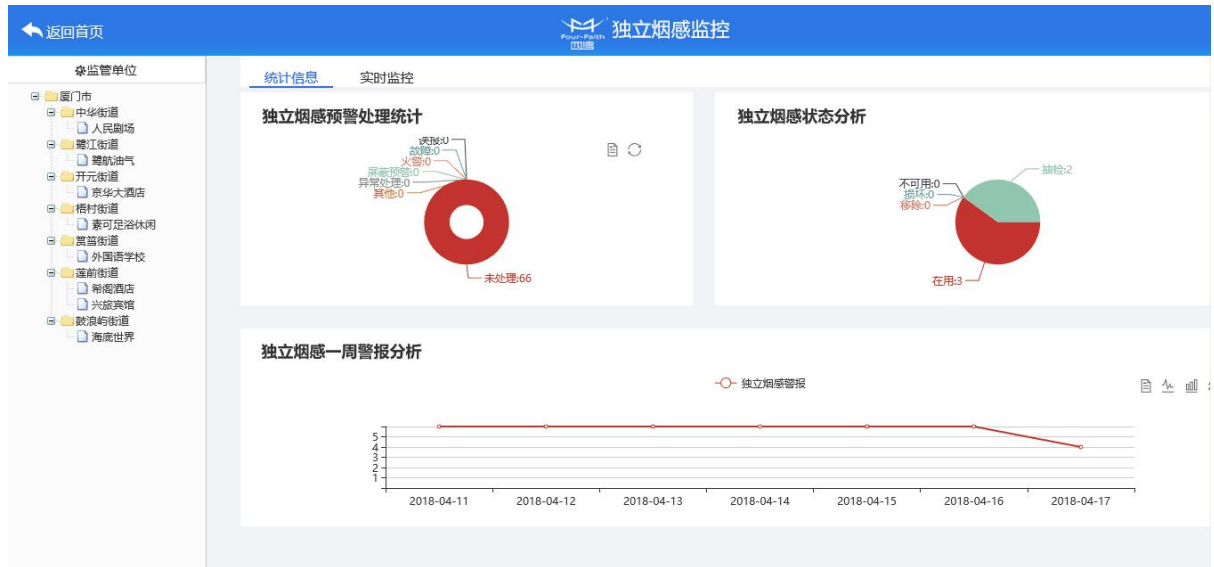 返回首页
Four-Faith
四信
独立烟感监控
监管单位
厦门市
中华街道
人民剧场
鹭江街道
鹭航油气
开元街道
京华大酒店
梧村街道
素可足浴休闲
筼筜街道
外国语学校
莲前街道
希阁酒店
兴旅宾馆
鼓浪屿街道
海底世界
统计信息 实时监控
独立烟感预警处理统计
误报:0
故障:0
火警:0
屏蔽预警:0
异常处理:0
其他:0
未处理:66
独立烟感状态分析
抽检:2
不可用:0
损坏:0
移除:0
在用:3
独立烟感一周警报分析
独立烟感警报
5
4
3
2
1
2018-04-11 2018-04-12 2018-04-13 2018-04-14 2018-04-15 2018-04-16 2018-04-17